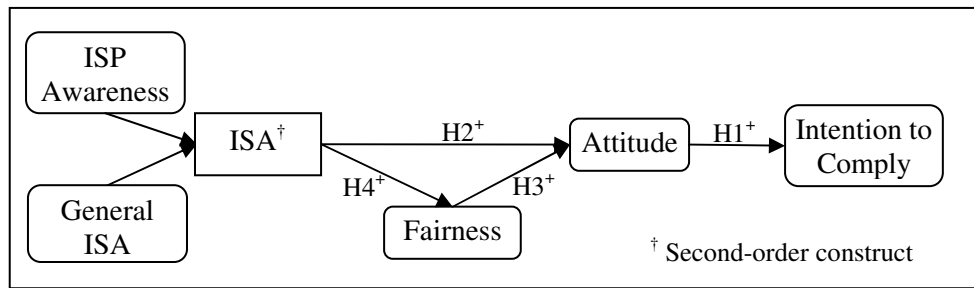 ISP
Awareness
ISA†
General
ISA
H2+
H4+
H3+
Fairness
Attitude
H1+
Intention to
Comply
† Second-order construct